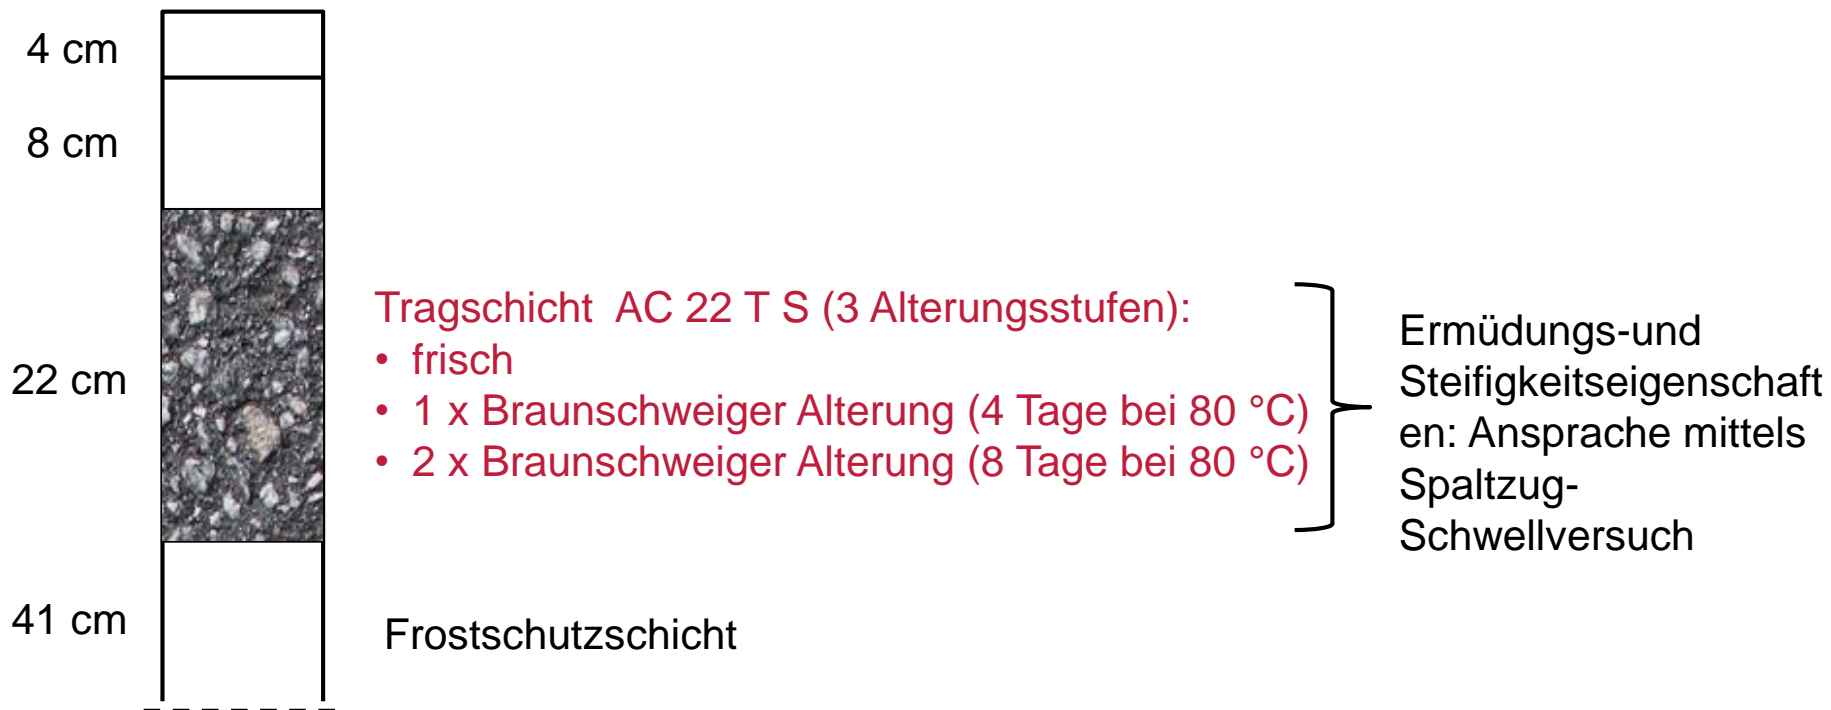 4 cm
8 cm
22 cm
41 cm
Tragschicht AC 22 T S (3 Alterungsstufen):
• frisch
• 1 x Braunschweiger Alterung (4 Tage bei 80 °C)
• 2 x Braunschweiger Alterung (8 Tage bei 80 °C)
Ermüdungs-und
Steifigkeitseigenschaft
en: Ansprache mittels
Spaltzug-
Schwellversuch
Frostschutzschicht